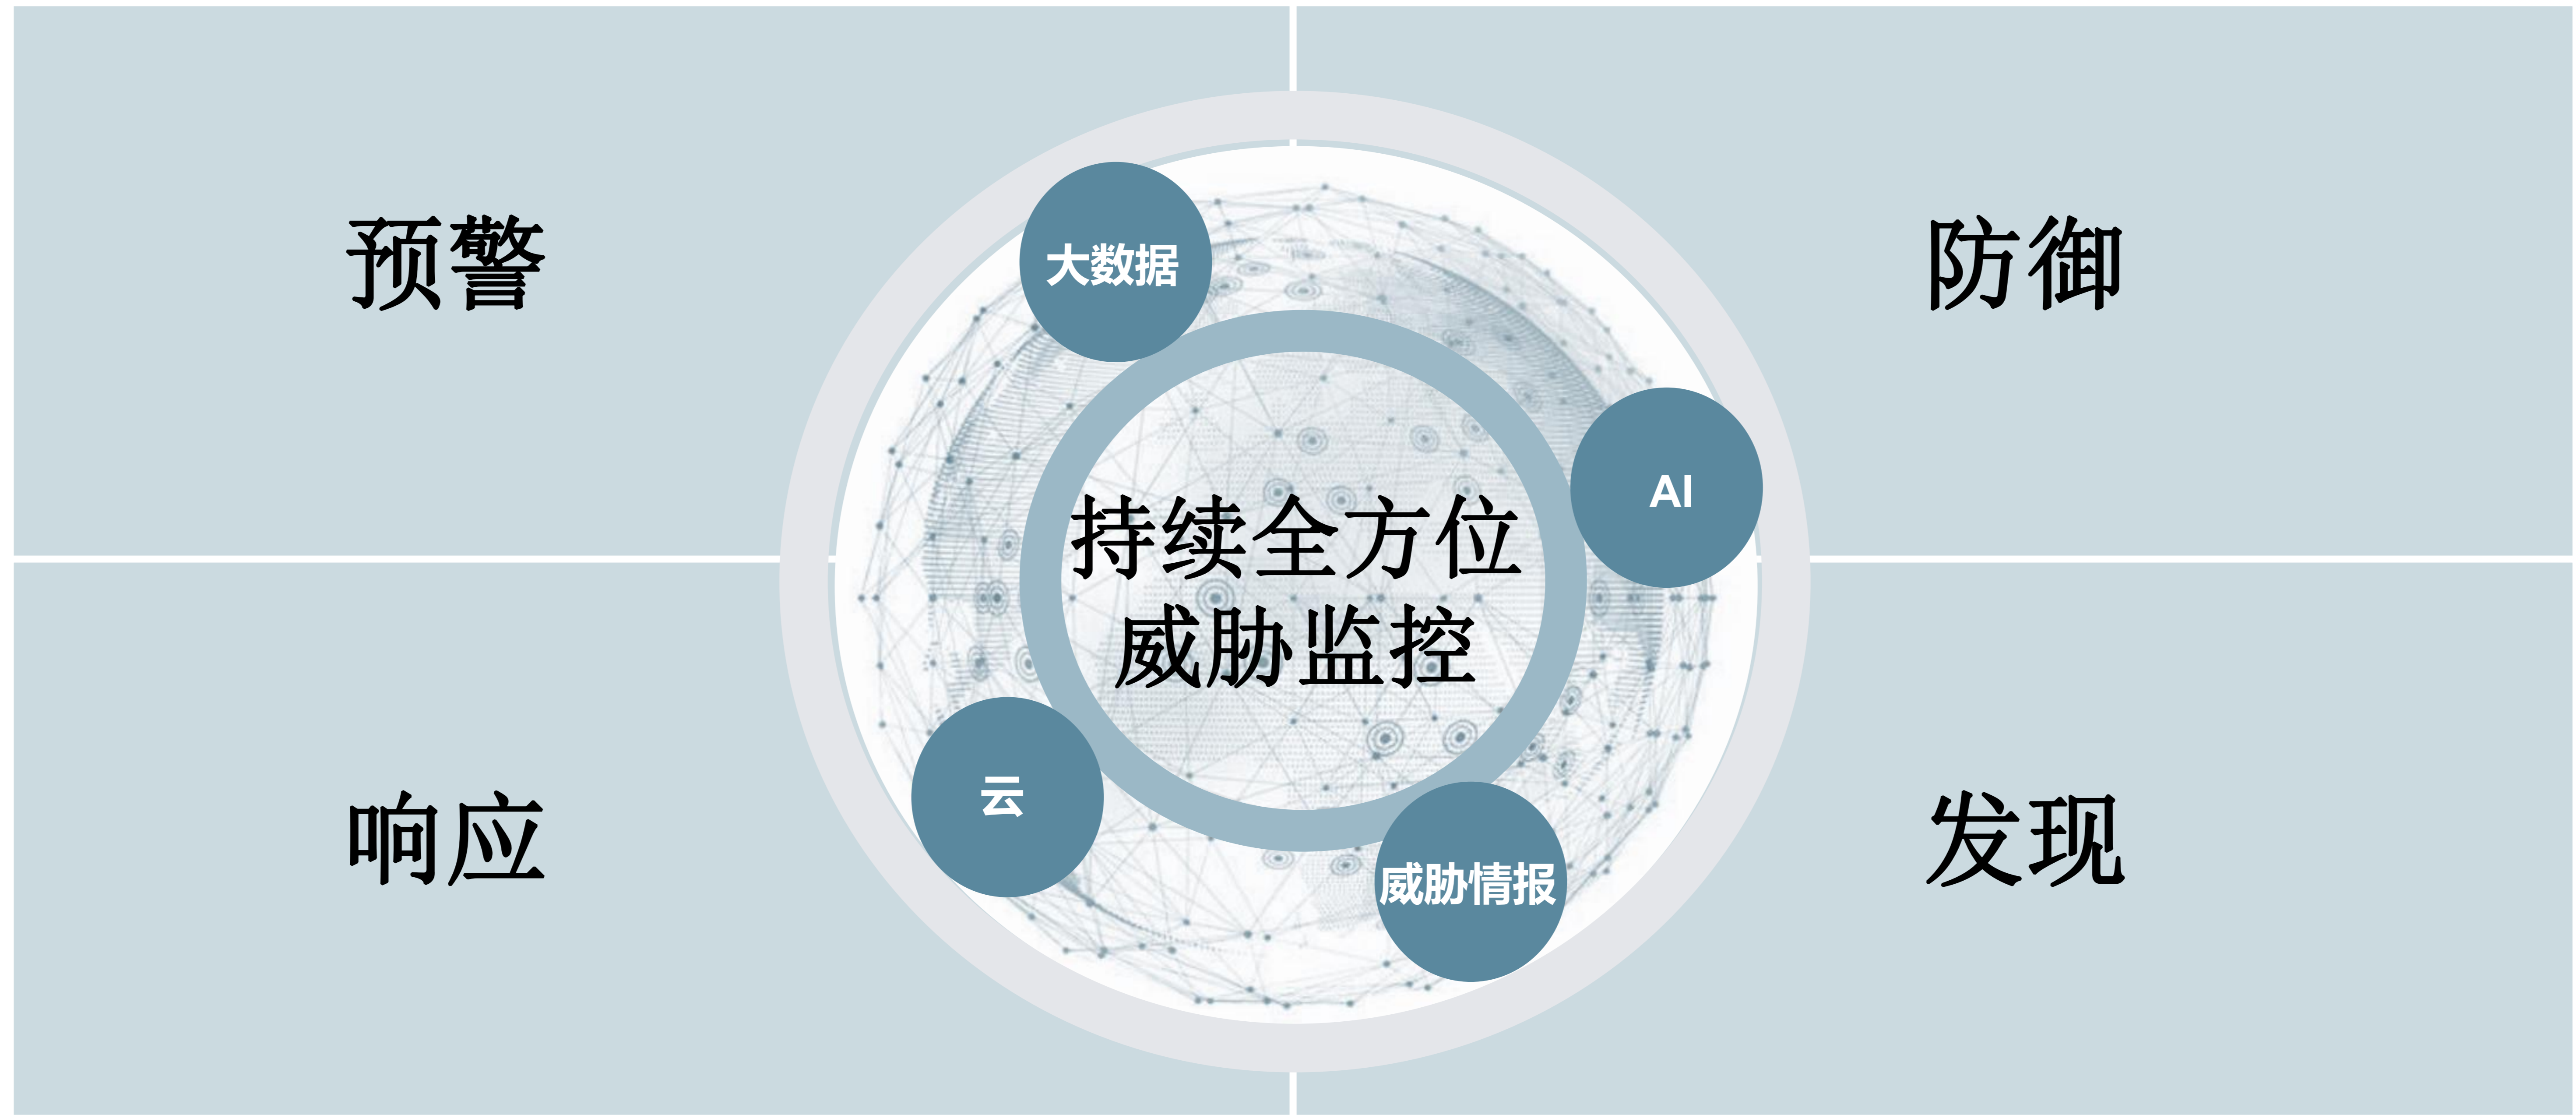 预警
防御
大数据
AI
持续全方位
威胁监控
云
威胁情报
响应
发现